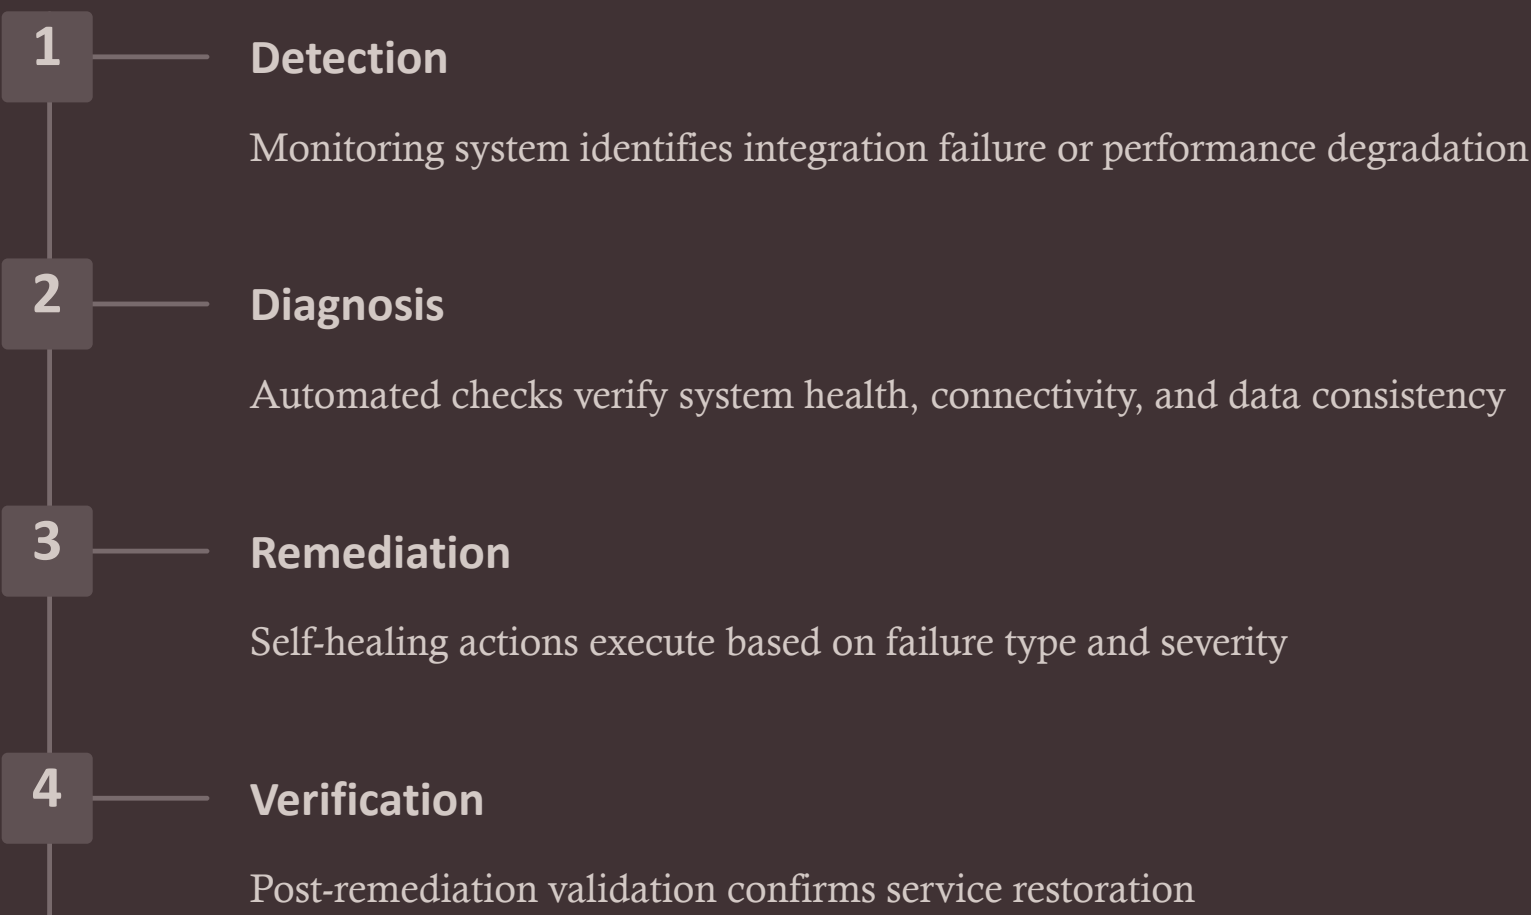 1
Detection
Monitoring system identifies integration failure or performance degradation
2
Diagnosis
Automated checks verify system health, connectivity, and data consistency
3
Remediation
Self-healing actions execute based on failure type and severity
4
Verification
Post-remediation validation confirms service restoration